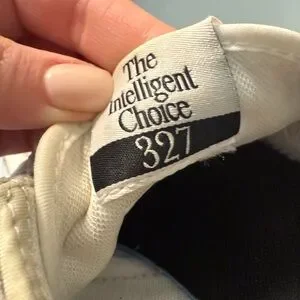 The
Intelligent
Choice
327